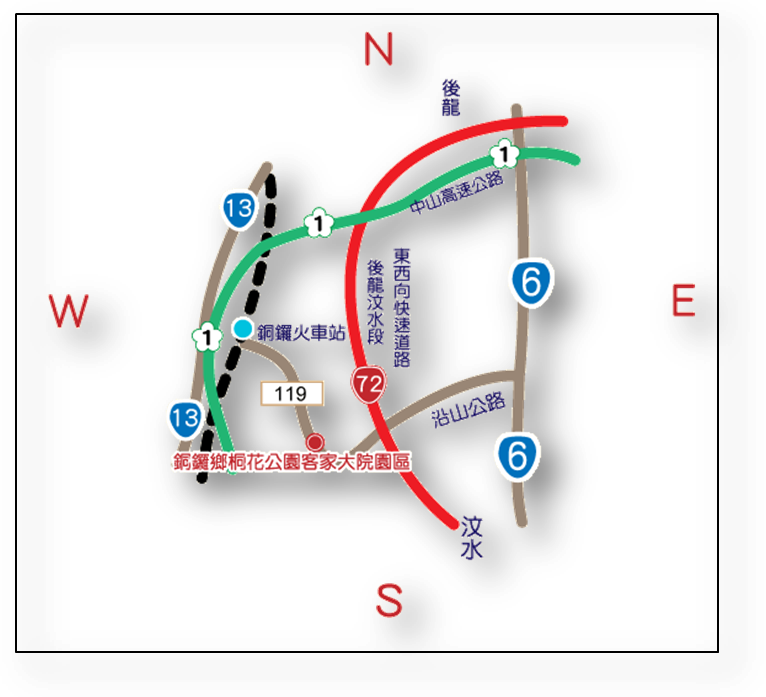 N
後龍
1
中山高速公路
13
1
東西向快速道路
後龍汶水段
6
W
E
1
銅鑼火車站
72
119
沿山公路
13
6
銅鑼鄉桐花公園客家大院園區
汶水
S